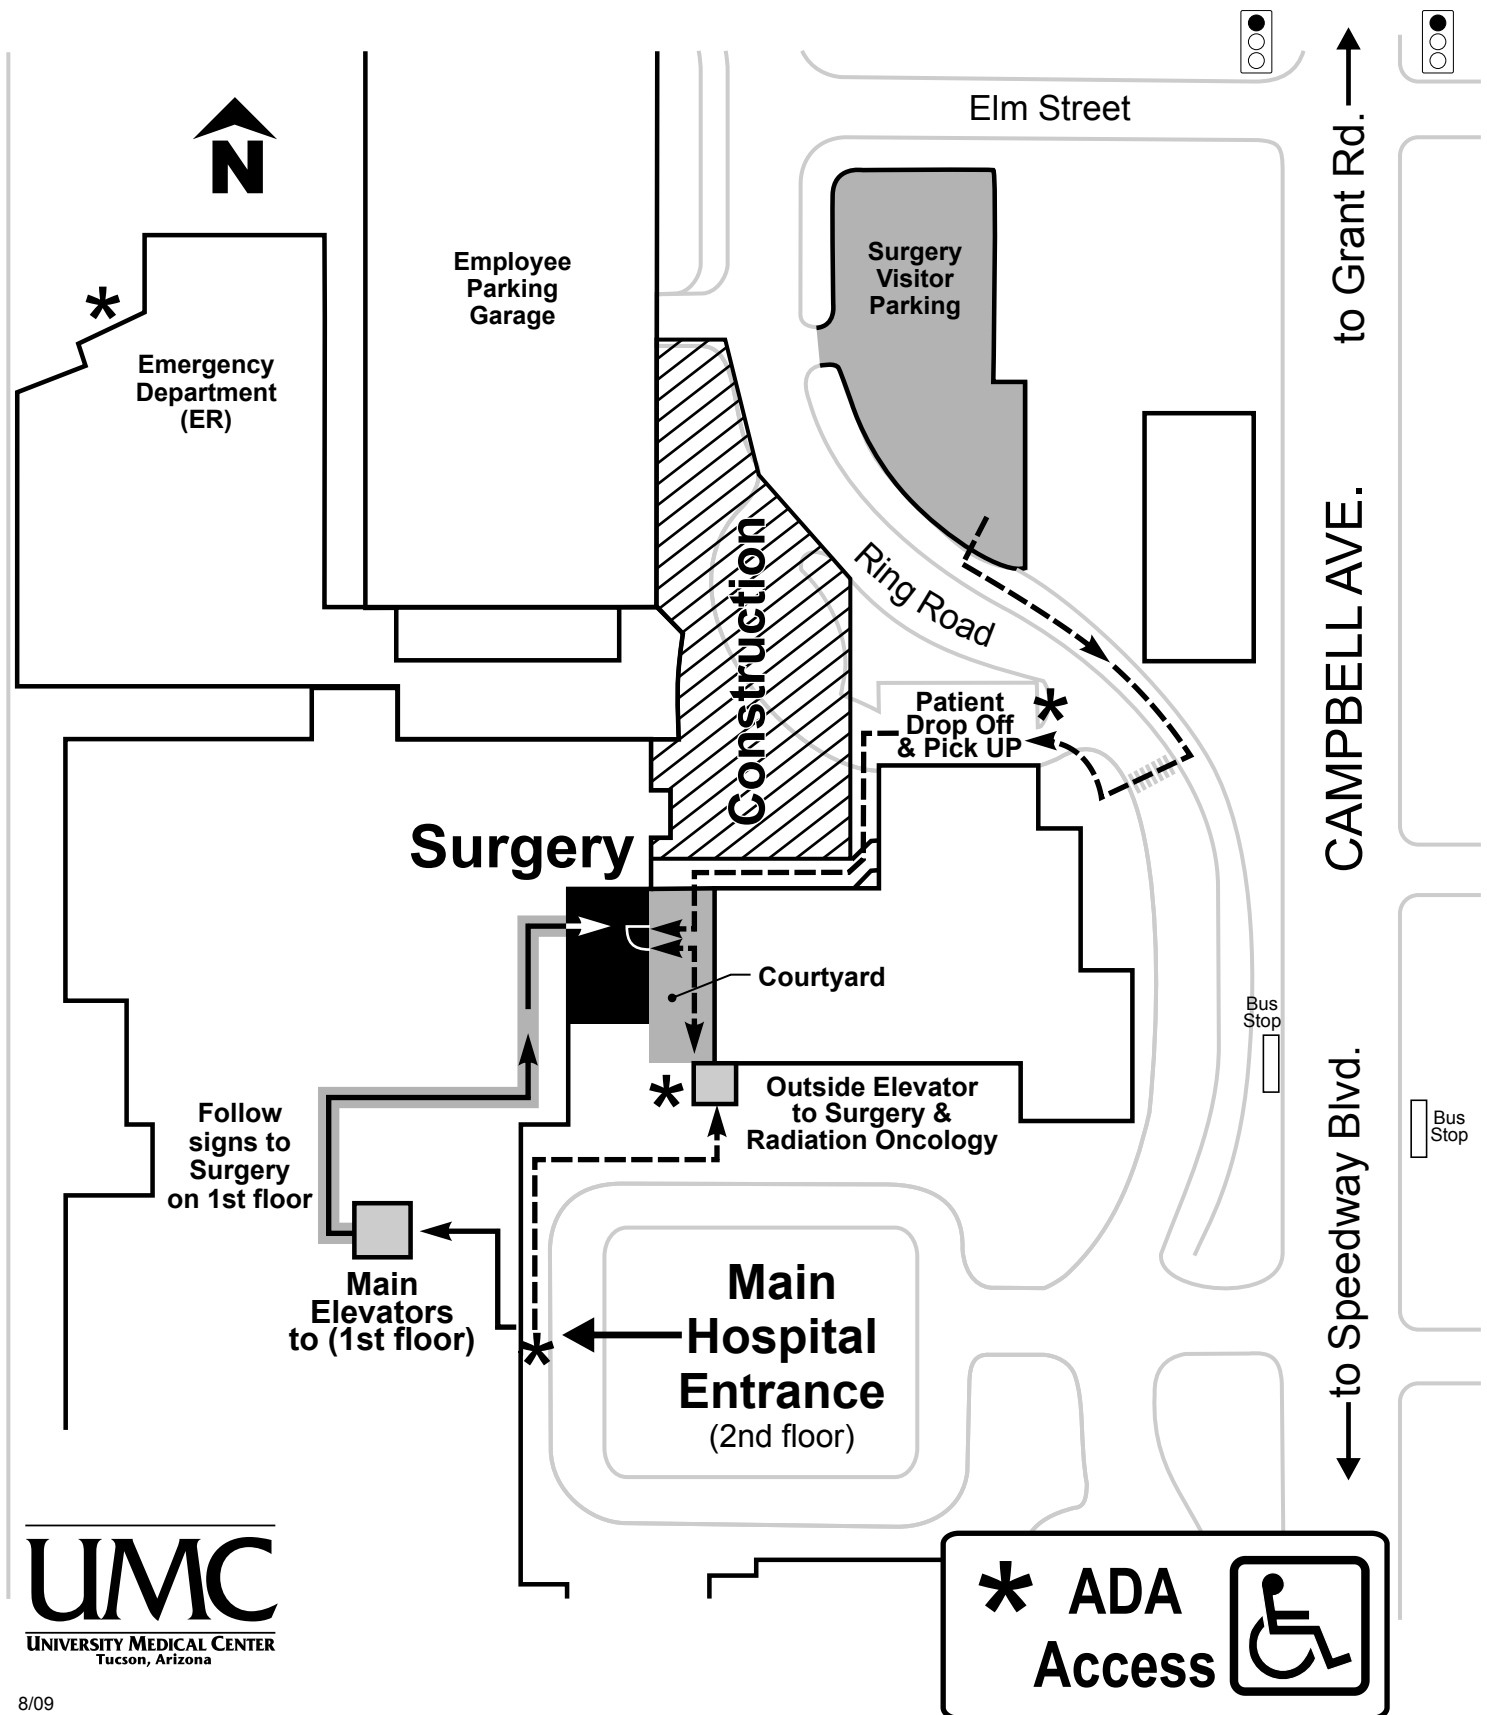 Elm Street
to Grant Rd.
N
Surgery
Visitor
Parking
Employee
Parking
Garage
*
Emergency
Department
(ER)
CAMPBELL AVE.
Construction
Ring Road
Patient
Drop Off
& Pick UP
*
Surgery
Courtyard
Bus
Stop
*
Outside Elevator
to Surgery &
Radiation Oncology
Follow
signs to
Surgery
on 1st floor
Bus
Stop
to Speedway Blvd.
Main
Elevators
to (1st floor)
*
Main
Hospital
Entrance
(2nd floor)
UMC
UNIVERSITY MEDICAL CENTER
Tucson, Arizona
* ADA
Access
8/09